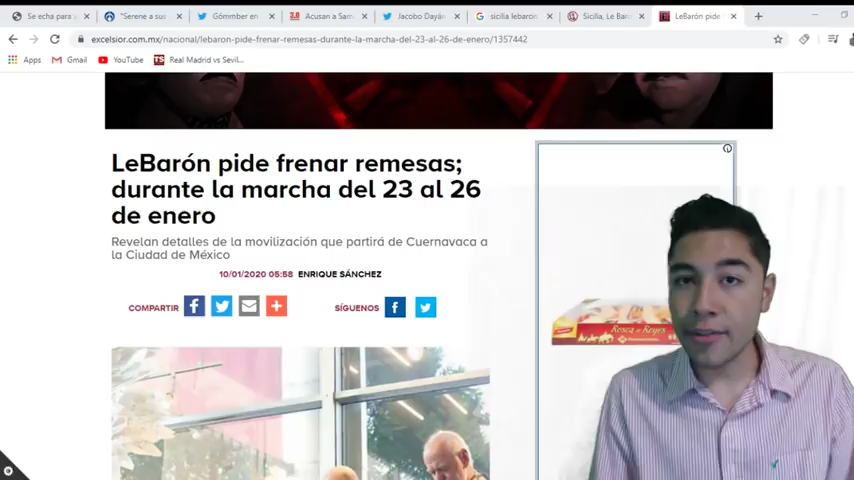 Se echa para
"Serene a sus
Gómmber en
Acusan a Sam
Jacobo Dayán
sicilia lebaron
Sicilia, Le Bar
LeBarón pide
excelsior.com.mx/nacional/lebaron-pide-frenar-remesas-durante-la-marcha-del-23-al-26-de-enero/1357442
Apps
Gmail
YouTube
TS
Real Madrid vs Sevil...
LeBarón pide frenar remesas;
durante la marcha del 23 al 26
de enero
Revelan detalles de la movilización que partirá de Cuernavaca a
la Ciudad de México
10/01/2020 05:58 ENRIQUE SÁNCHEZ
COMPARTIR
SÍGUENOS
Rosca de Reyes